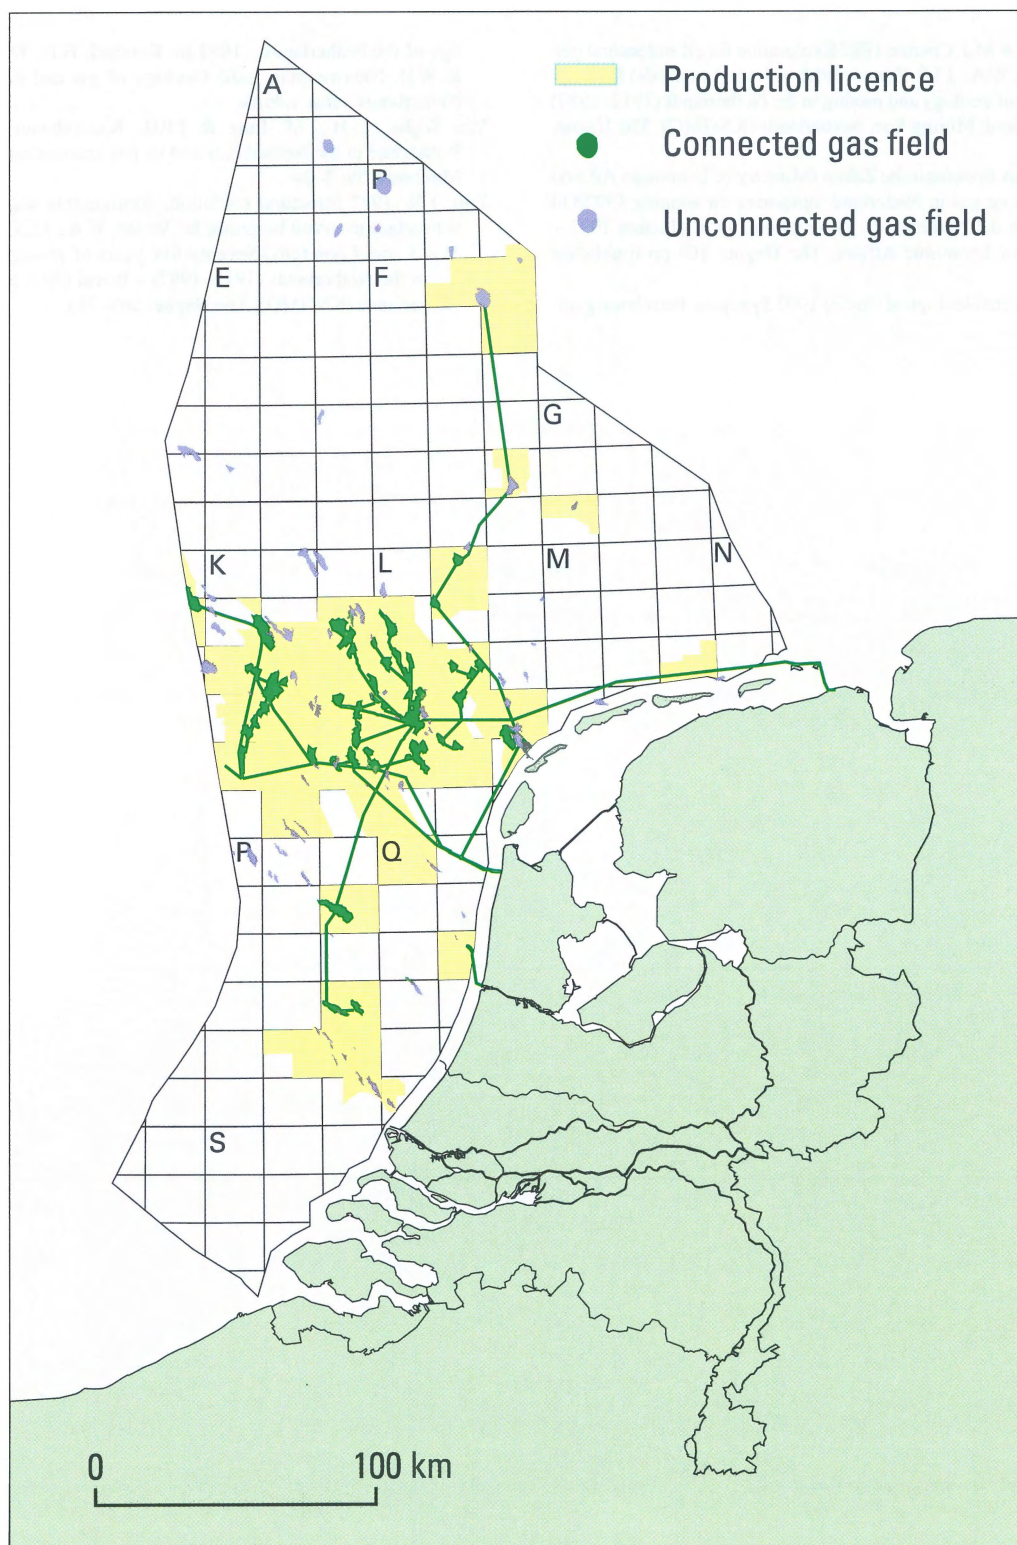 Production licence
Connected gas field
Unconnected gas field
A
E
F
G
K
L
M
N
P
Q
S
0
100 km